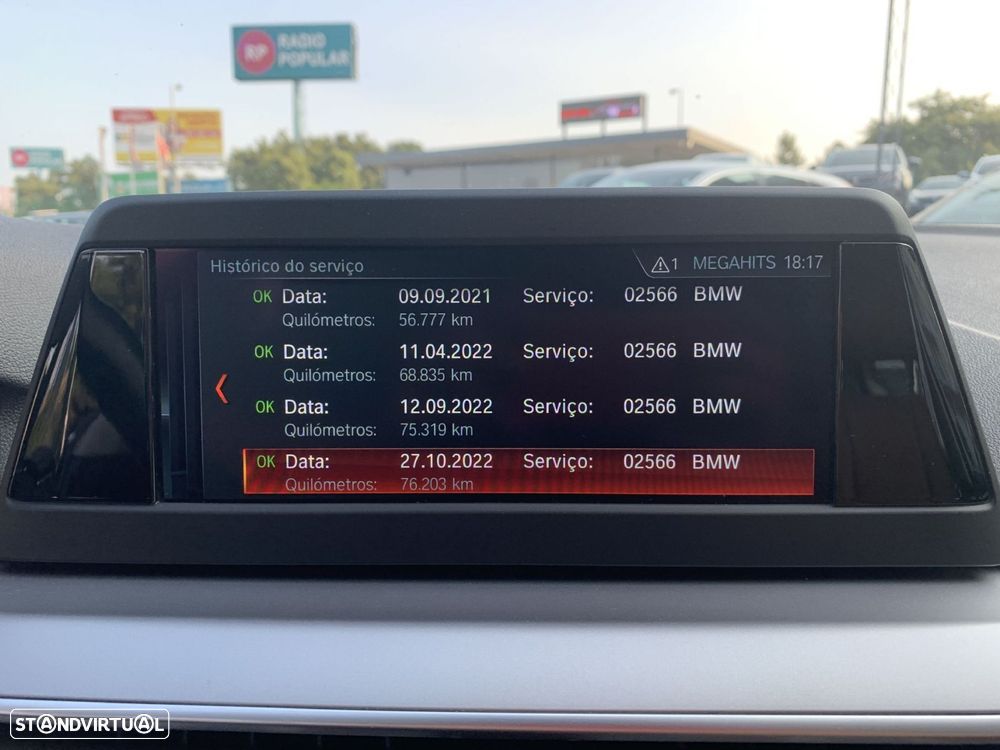 RP RADIO
POPULAR
Histórico do serviço 1 MEGAHITS 18:17
OK Data: 09.09.2021 Serviço: 02566 BMW
Quilómetros: 56.777 km
OK Data: 11.04.2022 Serviço: 02566 BMW
Quilómetros: 68.835 km
OK Data: 12.09.2022 Serviço: 02566 BMW
Quilómetros: 75.319 km
OK Data: 27.10.2022 Serviço: 02566 BMW
Quilómetros: 76.203 km
STANDVIRTUAL